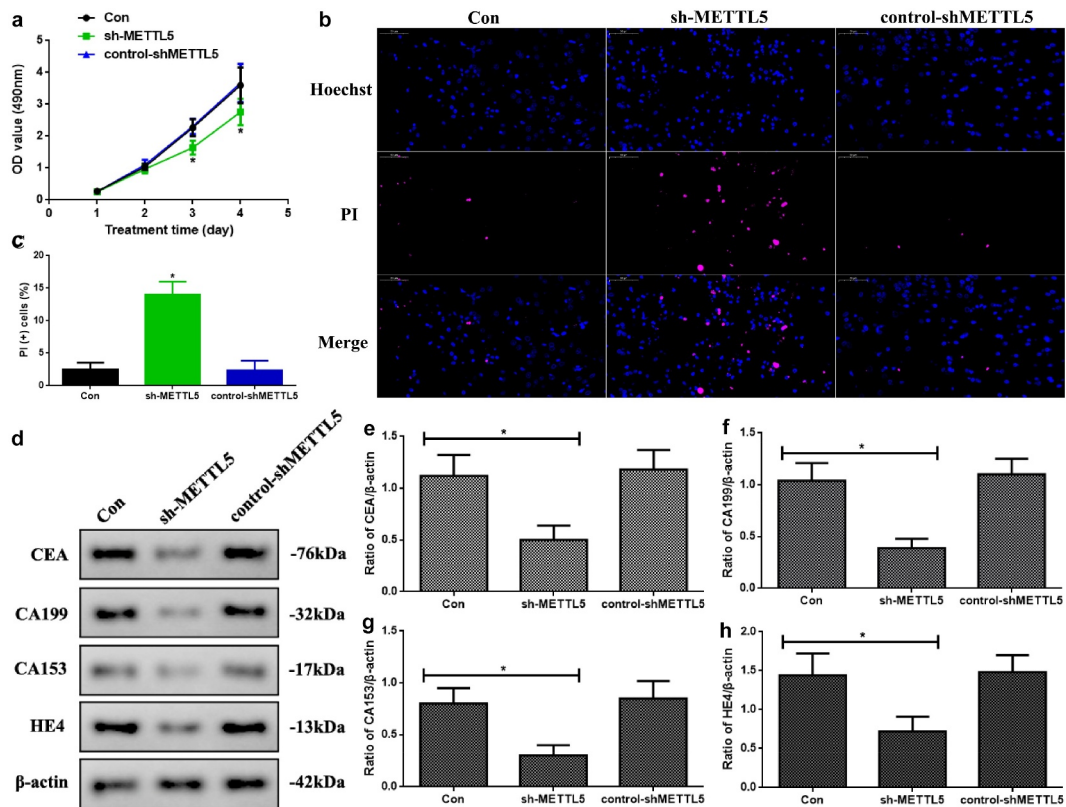 a
Con
sh-METTL5
control-shMETTL5
OD value (490nm)
5
4
3
2
1
0
0 1 2 3 4 5
* *
Treatment time (day)
b
Con sh-METTL5 control-shMETTL5
Hoechst
PI
Merge
c
PI (+) cells (%)
20
15
10
5
0
*
Con sh-METTL5 control-shMETTL5
d
Con sh-METTL5 control-shMETTL5
CEA -76kDa
CA199 -32kDa
CA153 -17kDa
HE4 -13kDa
β-actin -42kDa
e
Ratio of CEA/β-actin
1.5
1.0
0.5
0.0
*
Con sh-METTL5 control-shMETTL5
f
Ratio of CA199/β-actin
1.5
1.0
0.5
0.0
*
Con sh-METTL5 control-shMETTL5
g
Ratio of CA153/β-actin
1.5
1.0
0.5
0.0
*
Con sh-METTL5 control-shMETTL5
h
Ratio of HE4/β-actin
2.0
1.5
1.0
0.5
0.0
*
Con sh-METTL5 control-shMETTL5